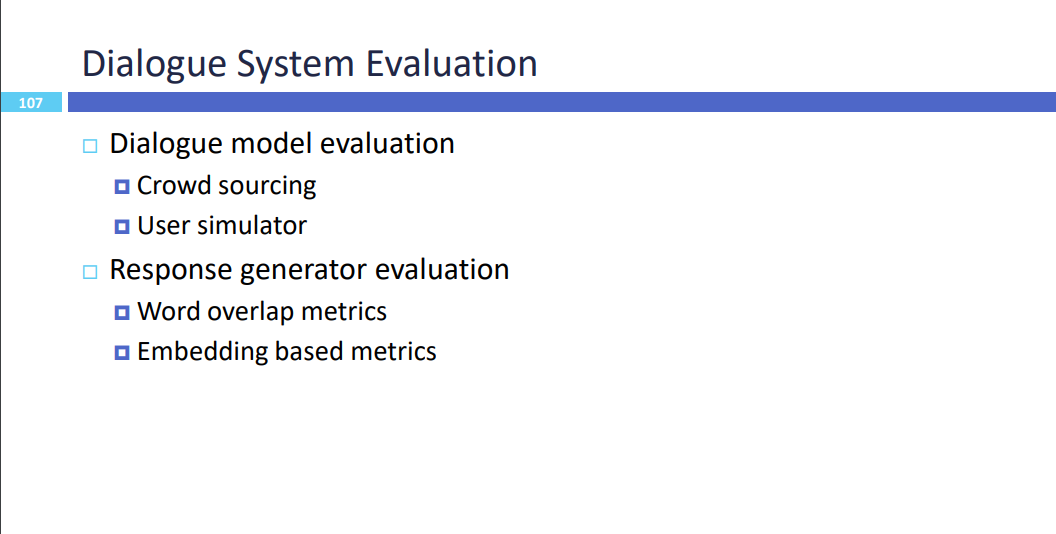 Dialogue System Evaluation
107
Dialogue model evaluation
Crowd sourcing
User simulator
Response generator evaluation
Word overlap metrics
Embedding based metrics